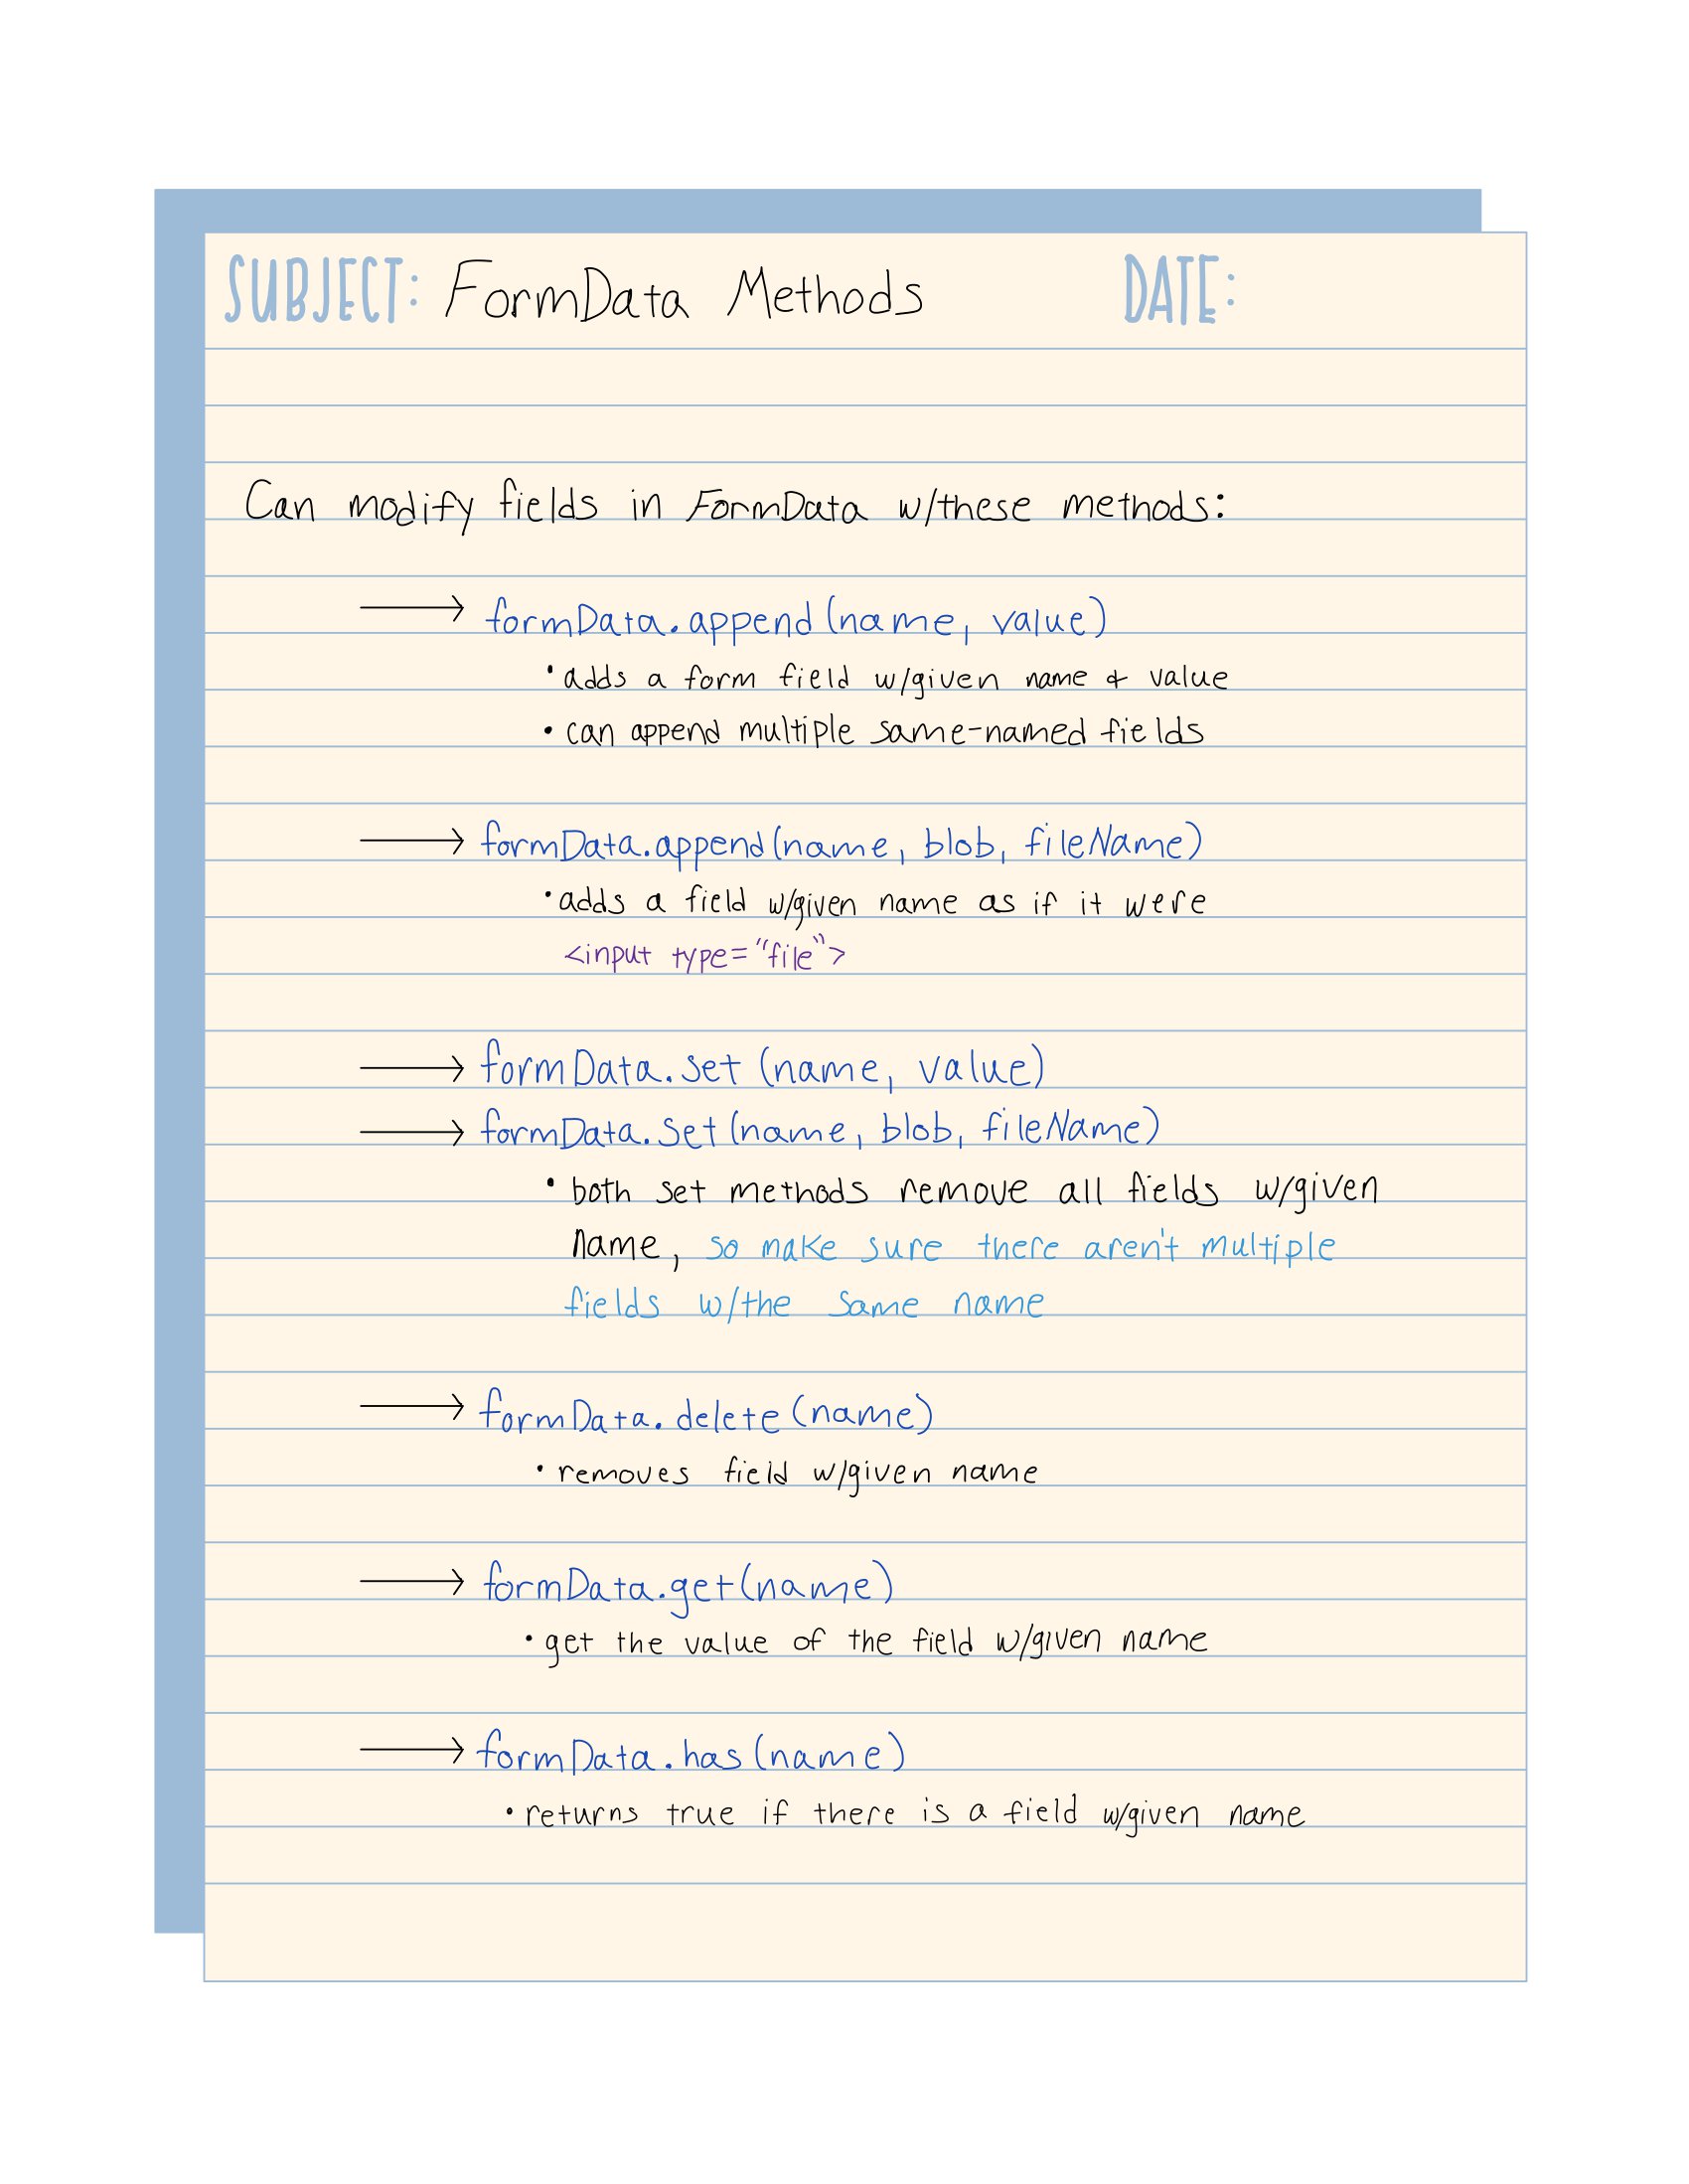 SUBJECT: FormData Methods DATE:
Can modify fields in FormData w/these methods:
→ formData.append(name, value)
• adds a form field w/given name & value
• can append multiple same-named fields
→ formData.append(name, blob, fileName)
• adds a field w/given name as if it were
<input type="file">
→ formData.set(name, value)
→ formData.set(name, blob, fileName)
• both set methods remove all fields w/given
name, so make sure there aren't multiple
fields w/the same name
→ formData.delete(name)
• removes field w/given name
→ formData.get(name)
• get the value of the field w/given name
→ formData.has(name)
• returns true if there is a field w/given name